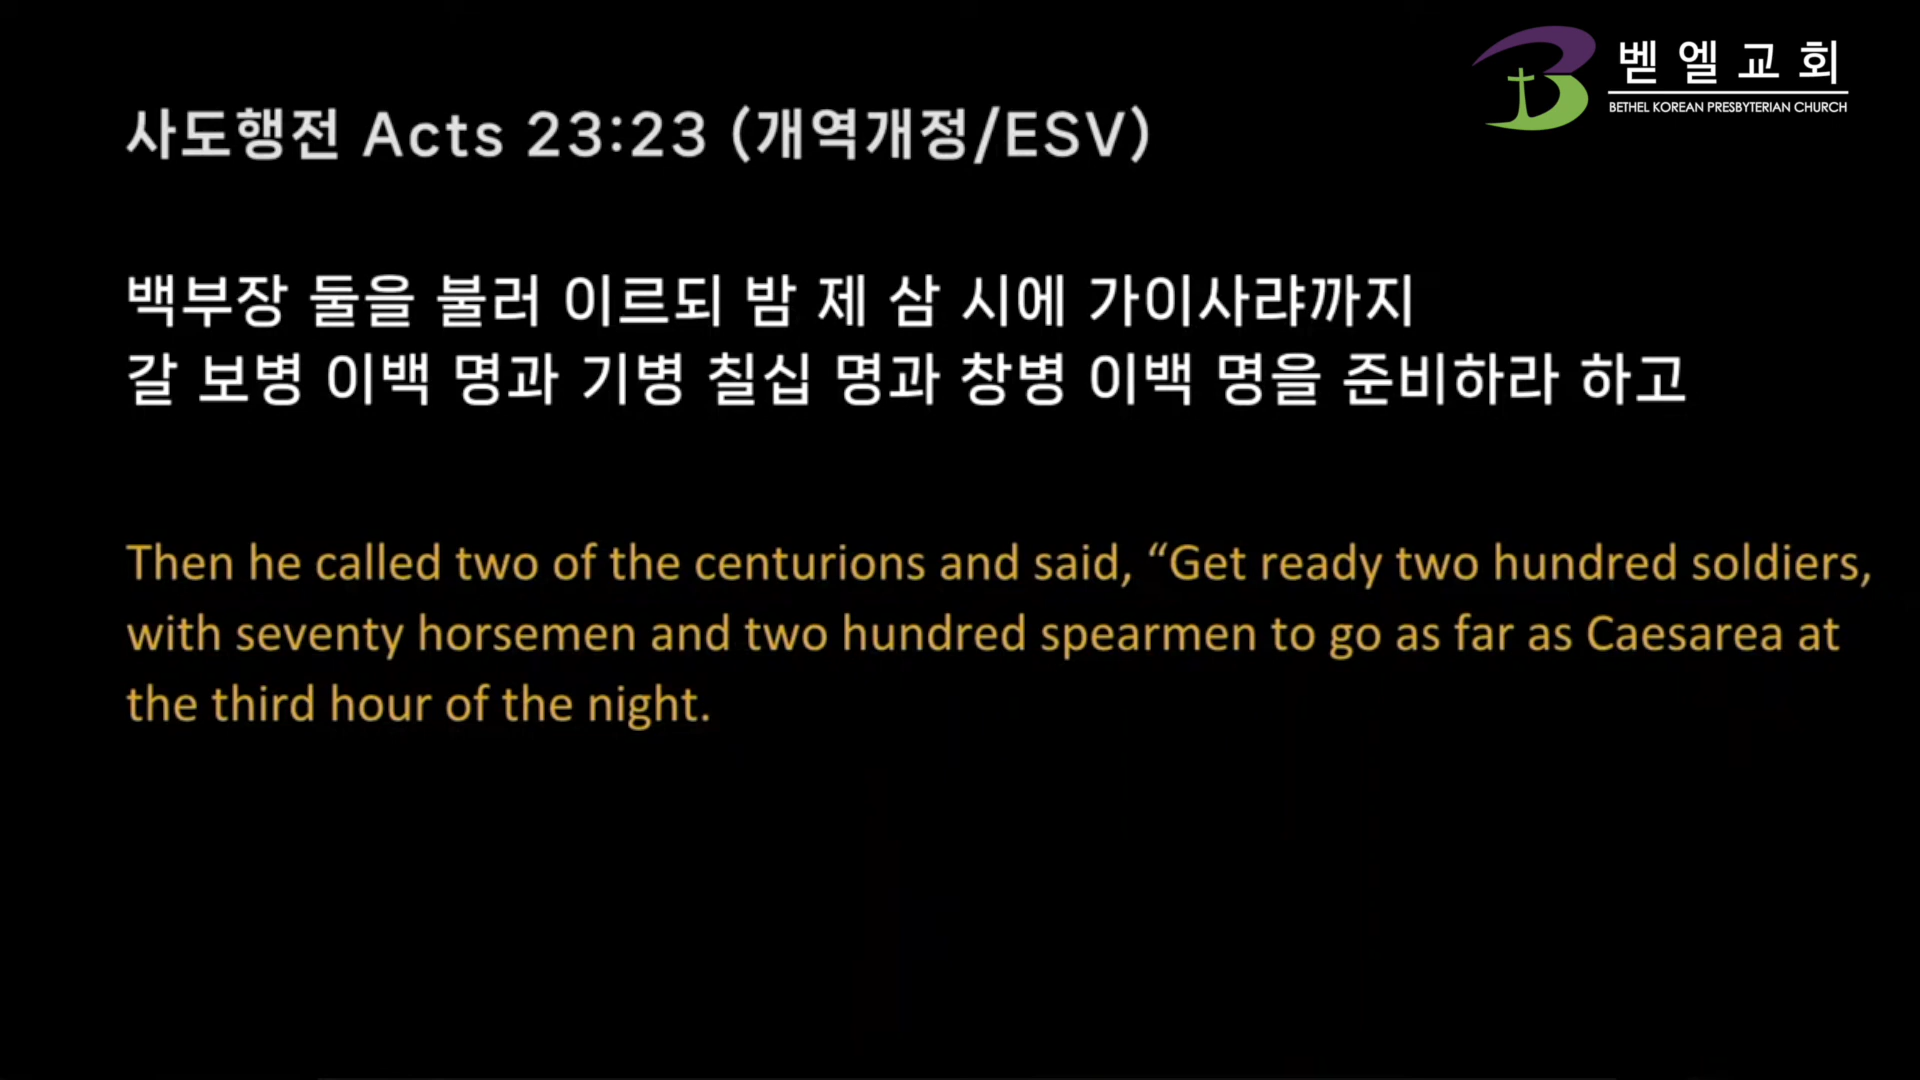 벧엘교회
BETHEL KOREAN PRESBYTERIAN CHURCH
사도행전 Acts 23:23 (개역개정/ESV)
백부장 둘을 불러 이르되 밤 제 삼 시에 가이사랴까지
갈 보병 이백 명과 기병 칠십 명과 창병 이백 명을 준비하라 하고
Then he called two of the centurions and said, “Get ready two hundred soldiers,
with seventy horsemen and two hundred spearmen to go as far as Caesarea at
the third hour of the night.